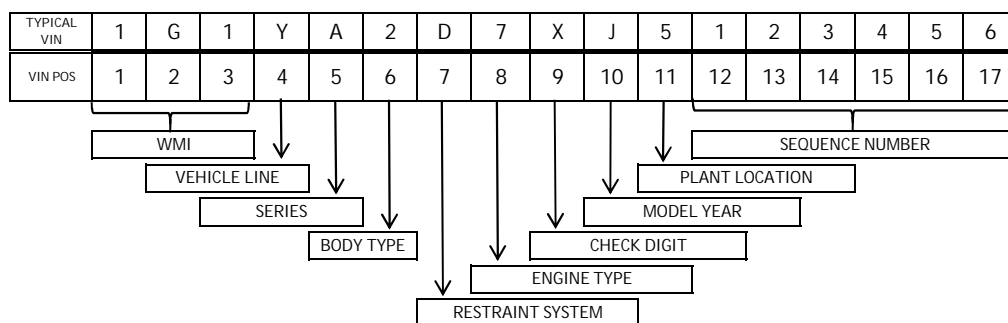 TYPICAL VIN 1 G 1 Y A 2 D 7 X J 5 1 2 3 4 5 6
VIN POS 1 2 3 4 5 6 7 8 9 10 11 12 13 14 15 16 17
WMI SEQUENCE NUMBER
VEHICLE LINE PLANT LOCATION
SERIES MODEL YEAR
BODY TYPE CHECK DIGIT
ENGINE TYPE
RESTRAINT SYSTEM